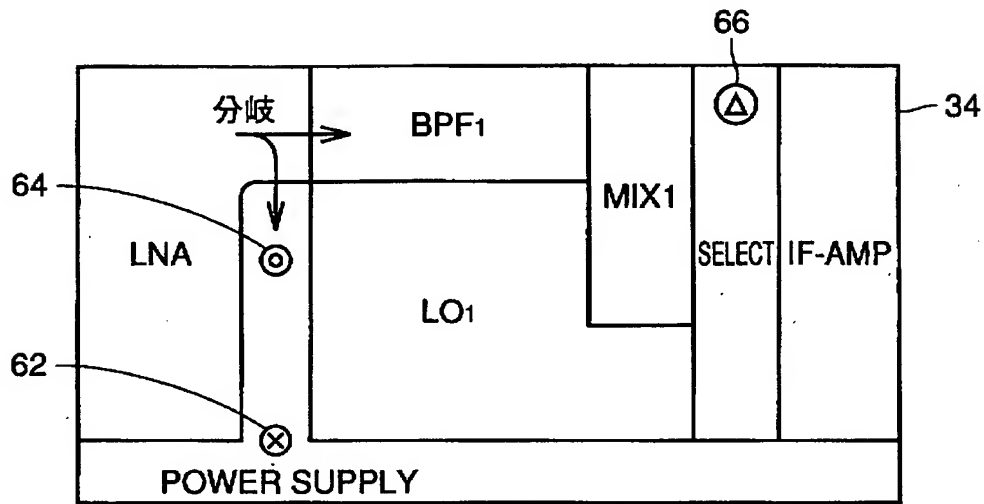 66
34
分岐
BPF1
64
LNA
MIX1
SELECT
IF-AMP
LO1
62
POWER SUPPLY